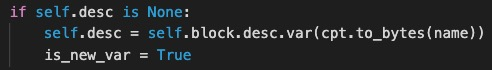 if self.desc is None:
    self.desc = self.block.desc.var(cpt.to_bytes(name))
    is_new_var = True